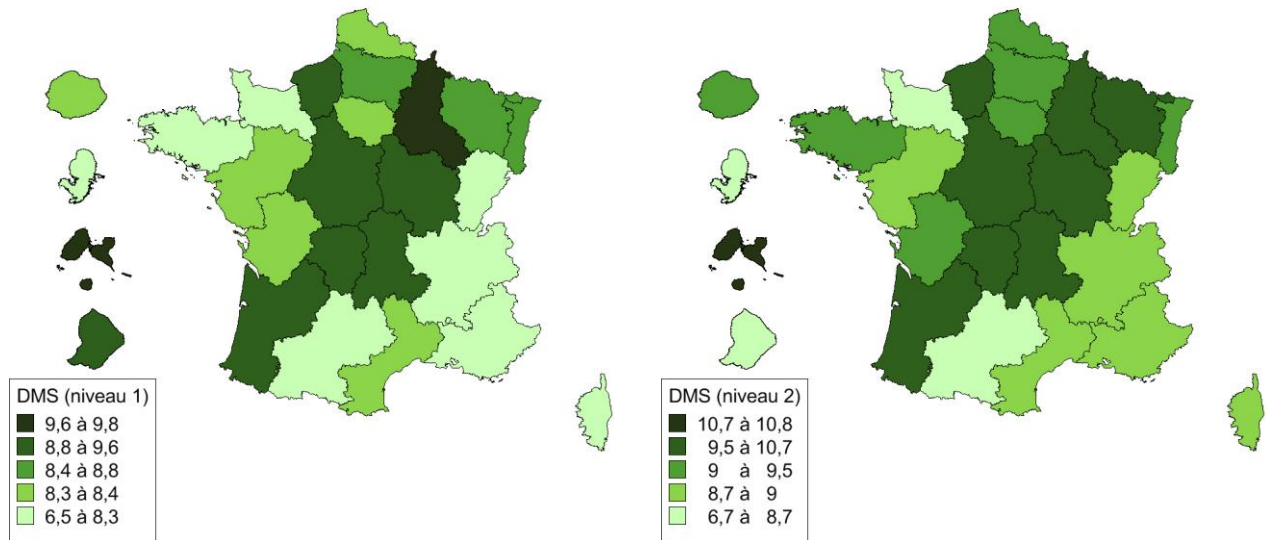 DMS (niveau 1)
9,6 à 9,8
8,8 à 9,6
8,4 à 8,8
8,3 à 8,4
6,5 à 8,3
DMS (niveau 2)
10,7 à 10,8
9,5 à 10,7
9 à 9,5
8,7 à 9
6,7 à 8,7